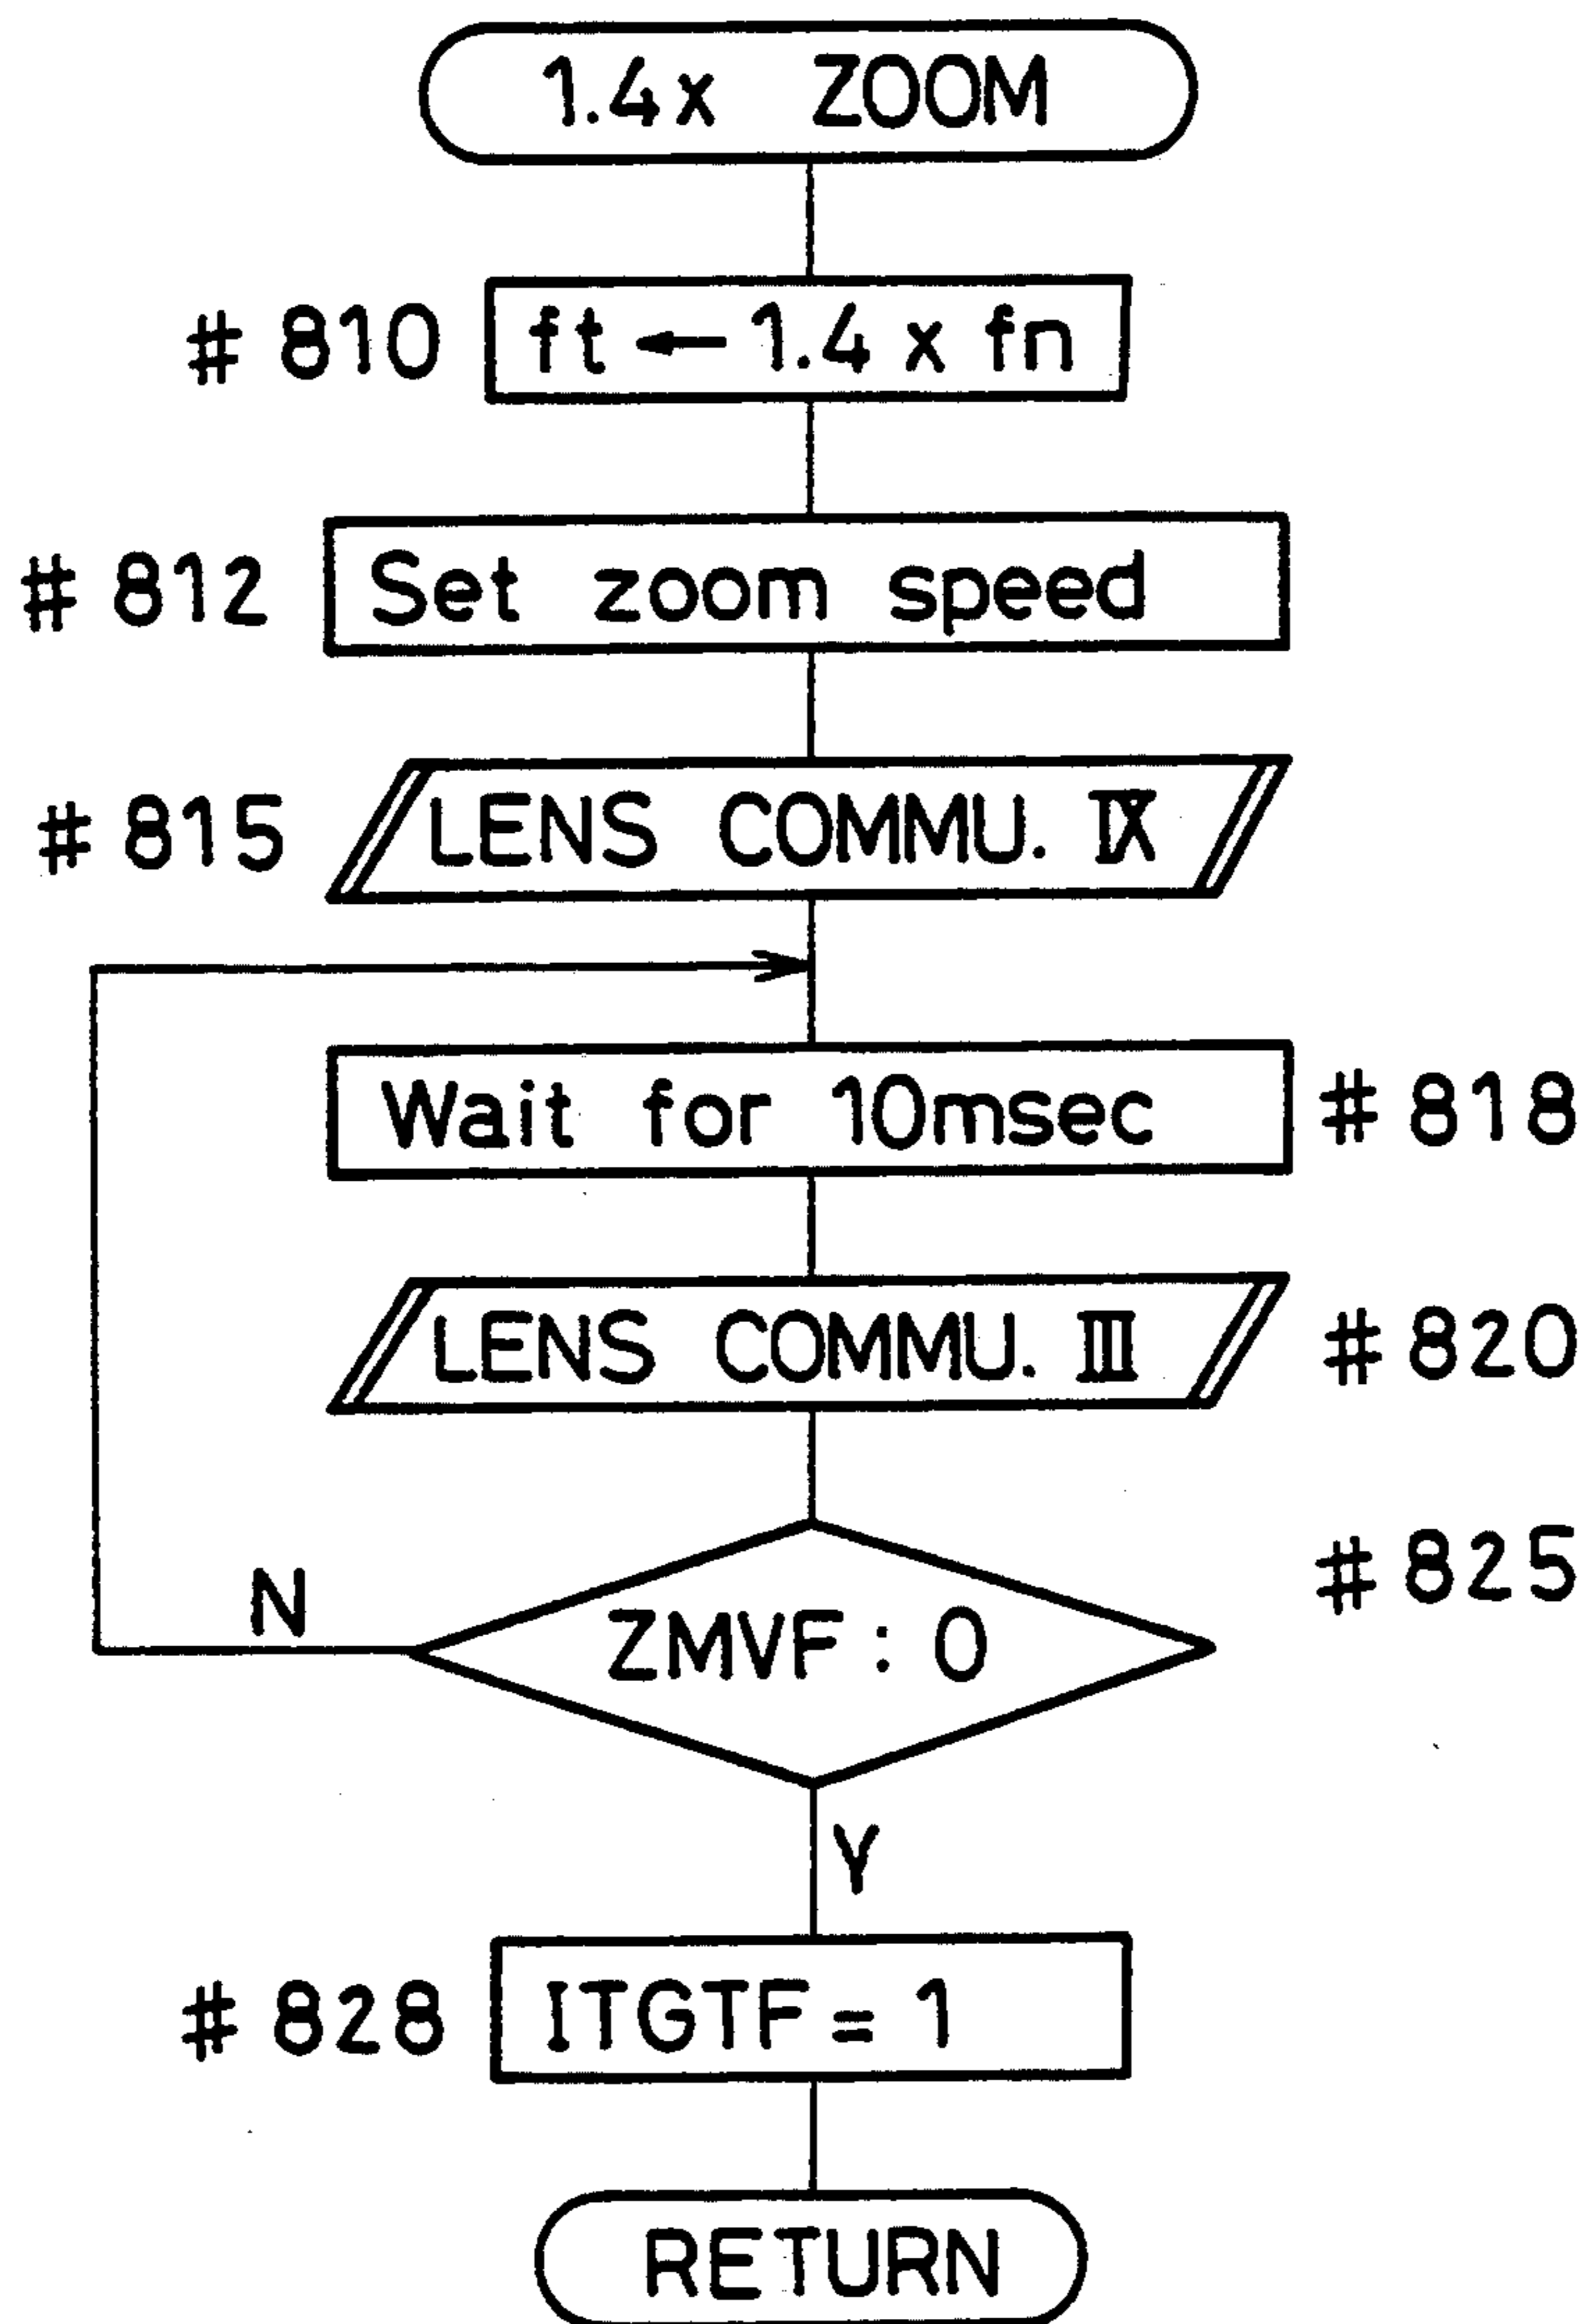 1.4x ZOOM
# 810 ft ← 1.4 x fn
# 812 Set zoom speed
# 815 LENS COMMU. IX
Wait for 10msec # 818
LENS COMMU. III # 820
# 825
N ZMVF : 0
Y
# 828 ITGTF = 1
RETURN